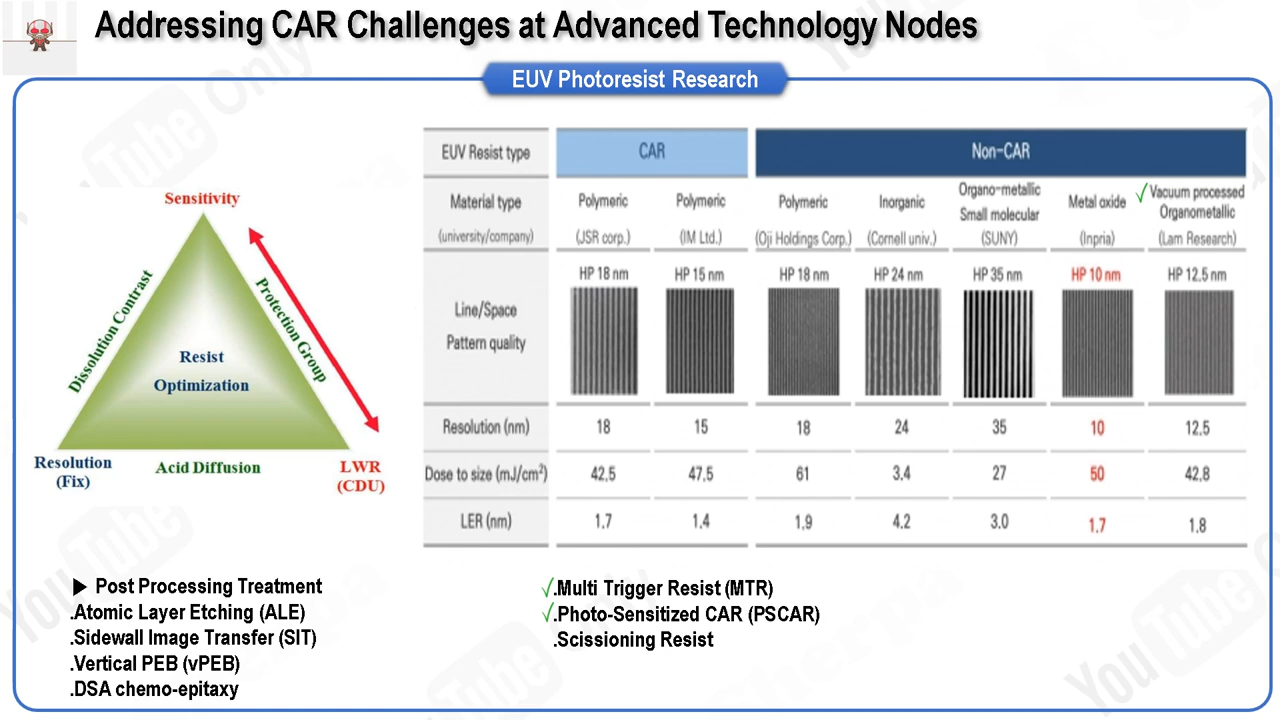 Addressing CAR Challenges at Advanced Technology Nodes
EUV Photoresist Research
Sensitivity
Dissolution Contrast
Protection Group
Resist
Optimization
Resolution
(Fix)
Acid Diffusion
LWR
(CDU)
EUV Resist type CAR Non-CAR
Material type
(university/company)
Polymeric
(JSR corp.)
Polymeric
(IM Ltd.)
Polymeric
(Oji Holdings Corp.)
Inorganic
(Cornell univ.)
Organo-metallic
Small molecular
(SUNY)
Metal oxide
(Inpria)
√ Vacuum processed
Organometallic
(Lam Research)
Line/Space
Pattern quality
HP 18 nm HP 15 nm HP 18 nm HP 24 nm HP 35 nm HP 10 nm HP 12.5 nm
Resolution (nm) 18 15 18 24 35 10 12.5
Dose to size (mJ/cm²) 42.5 47.5 61 3.4 27 50 42.8
LER (nm) 1.7 1.4 1.9 4.2 3.0 1.7 1.8
▶ Post Processing Treatment
.Atomic Layer Etching (ALE)
.Sidewall Image Transfer (SIT)
.Vertical PEB (vPEB)
.DSA chemo-epitaxy
√.Multi Trigger Resist (MTR)
√.Photo-Sensitized CAR (PSCAR)
.Scissioning Resist